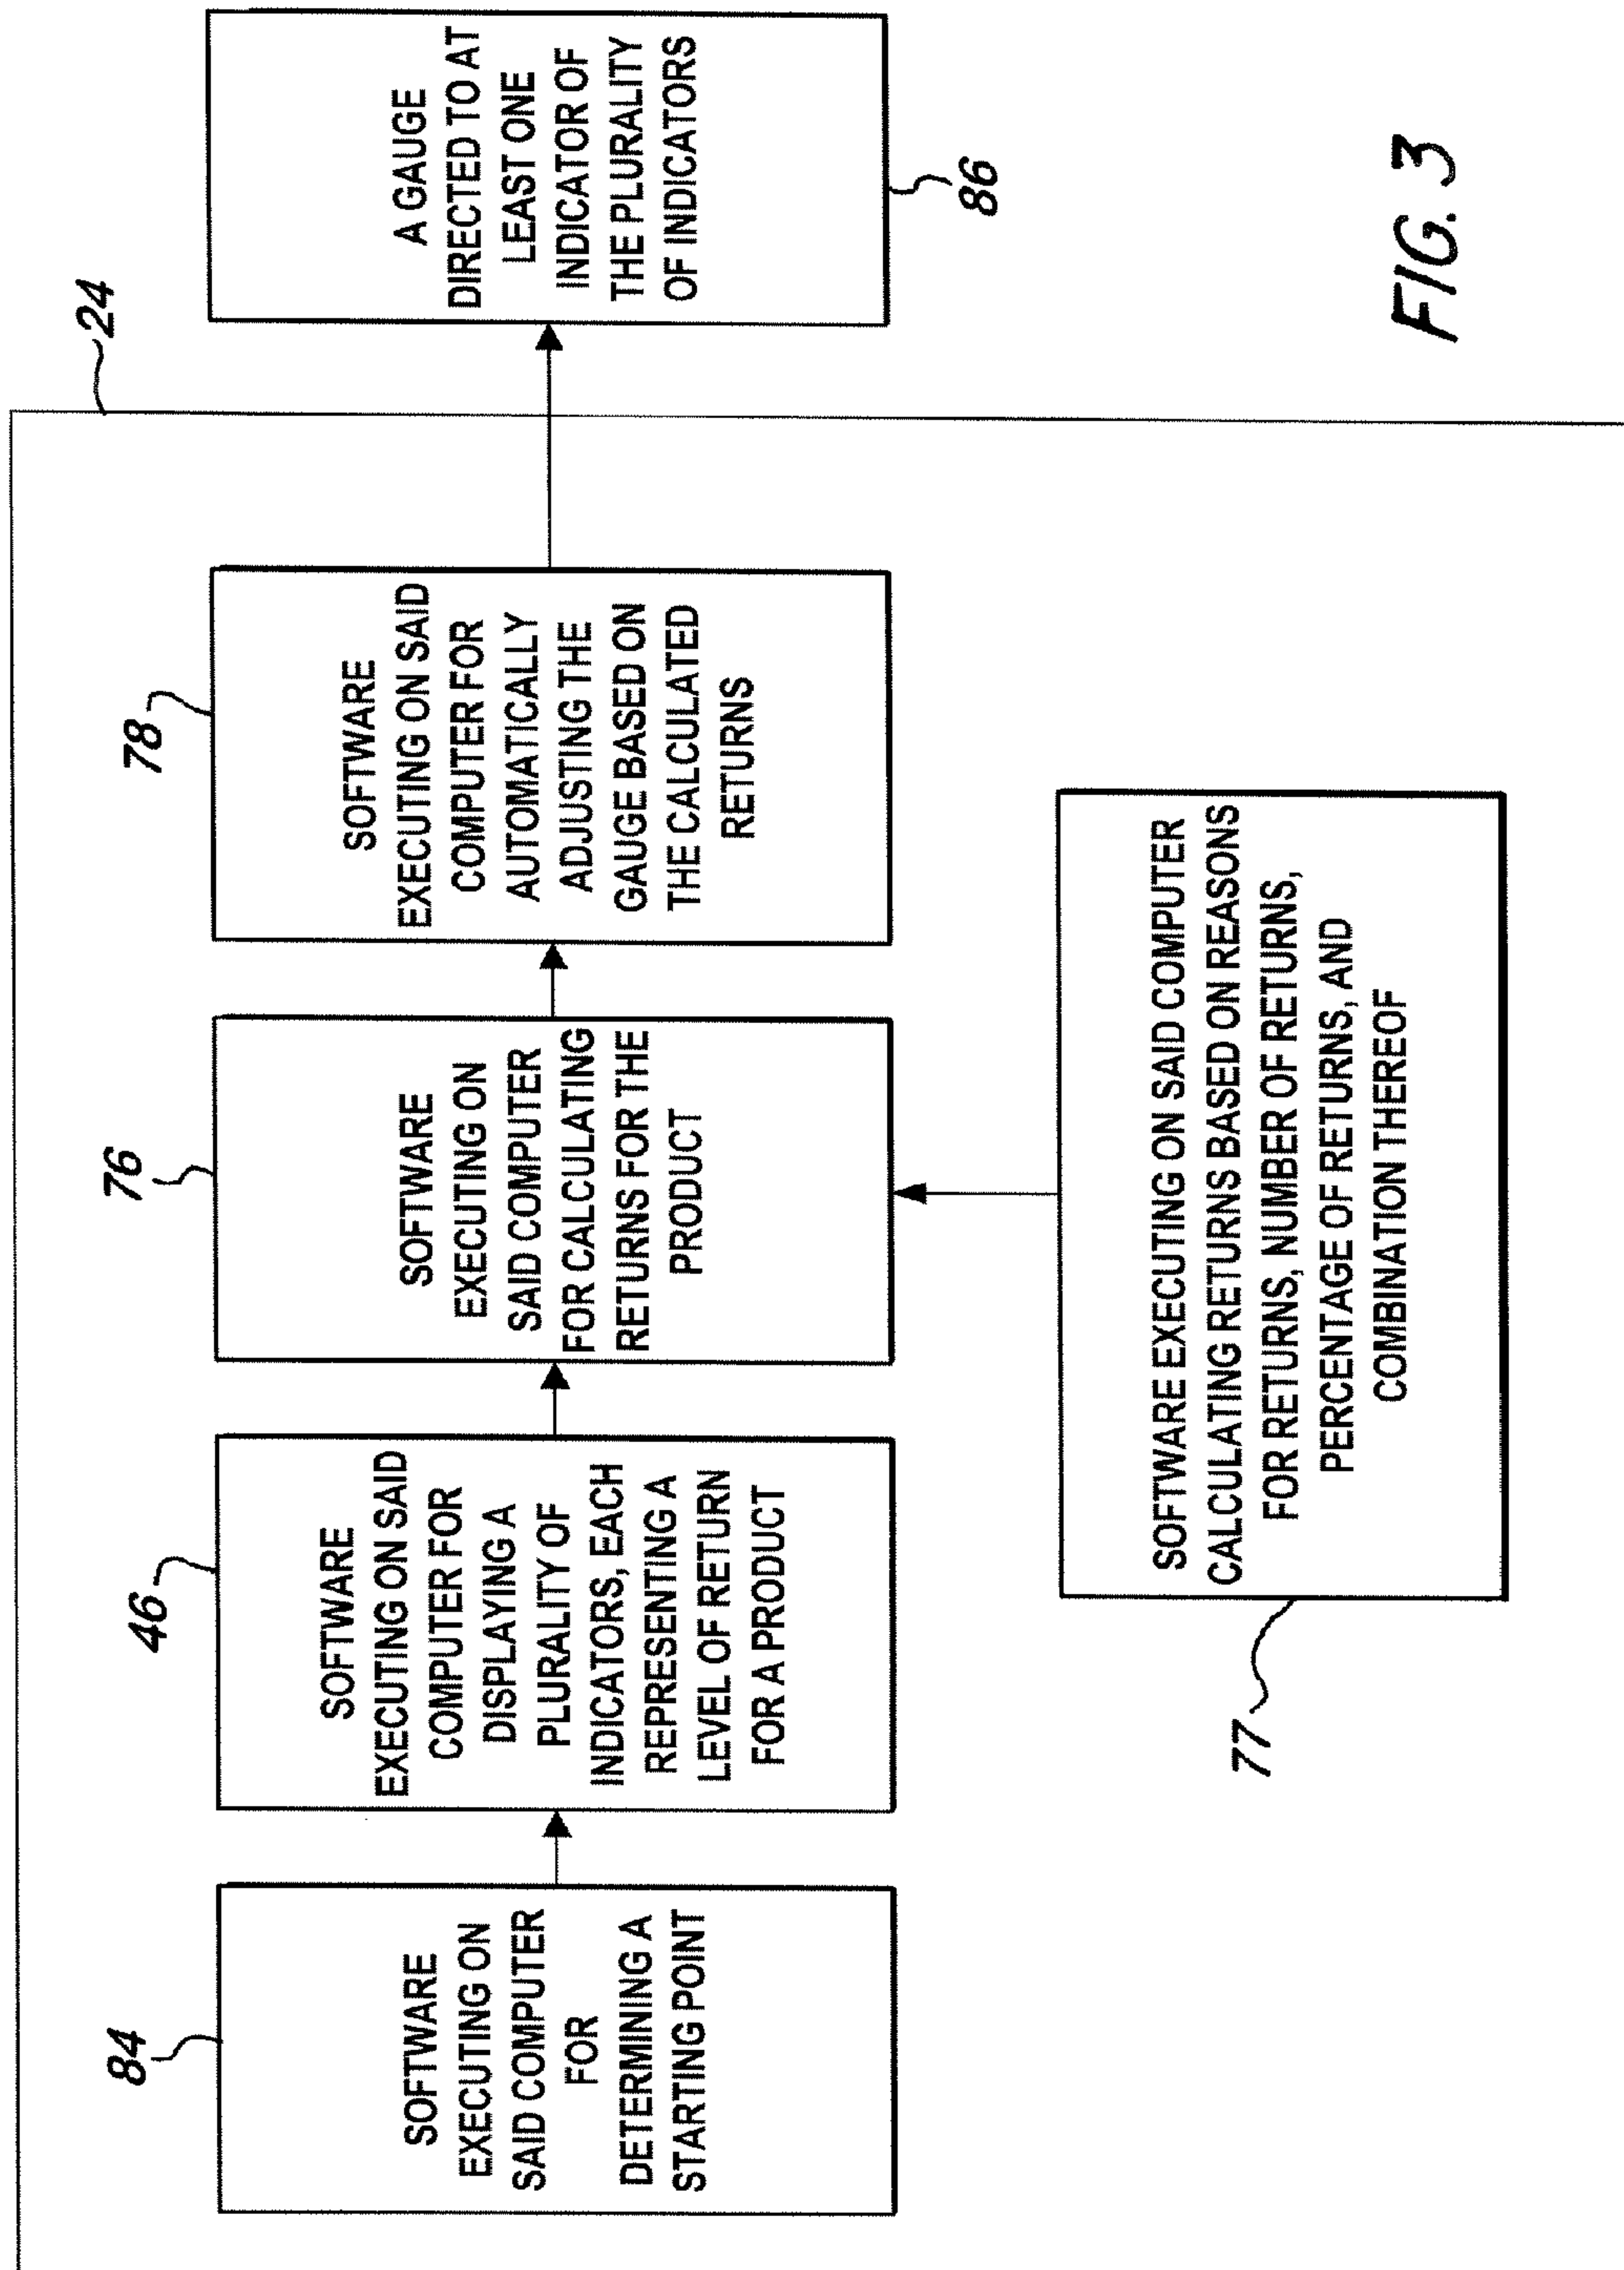 24
84
SOFTWARE
EXECUTING ON
SAID COMPUTER
FOR
DETERMINING A
STARTING POINT
46
SOFTWARE
EXECUTING ON SAID
COMPUTER FOR
DISPLAYING A
PLURALITY OF
INDICATORS, EACH
REPRESENTING A
LEVEL OF RETURN
FOR A PRODUCT
76
SOFTWARE
EXECUTING ON
SAID COMPUTER
FOR CALCULATING
RETURNS FOR THE
PRODUCT
78
SOFTWARE
EXECUTING ON SAID
COMPUTER FOR
AUTOMATICALLY
ADJUSTING THE
GAUGE BASED ON
THE CALCULATED
RETURNS
A GAUGE
DIRECTED TO AT
LEAST ONE
INDICATOR OF
THE PLURALITY
OF INDICATORS
86
77
SOFTWARE EXECUTING ON SAID COMPUTER
CALCULATING RETURNS BASED ON REASONS
FOR RETURNS, NUMBER OF RETURNS,
PERCENTAGE OF RETURNS, AND
COMBINATION THEREOF
FIG. 3